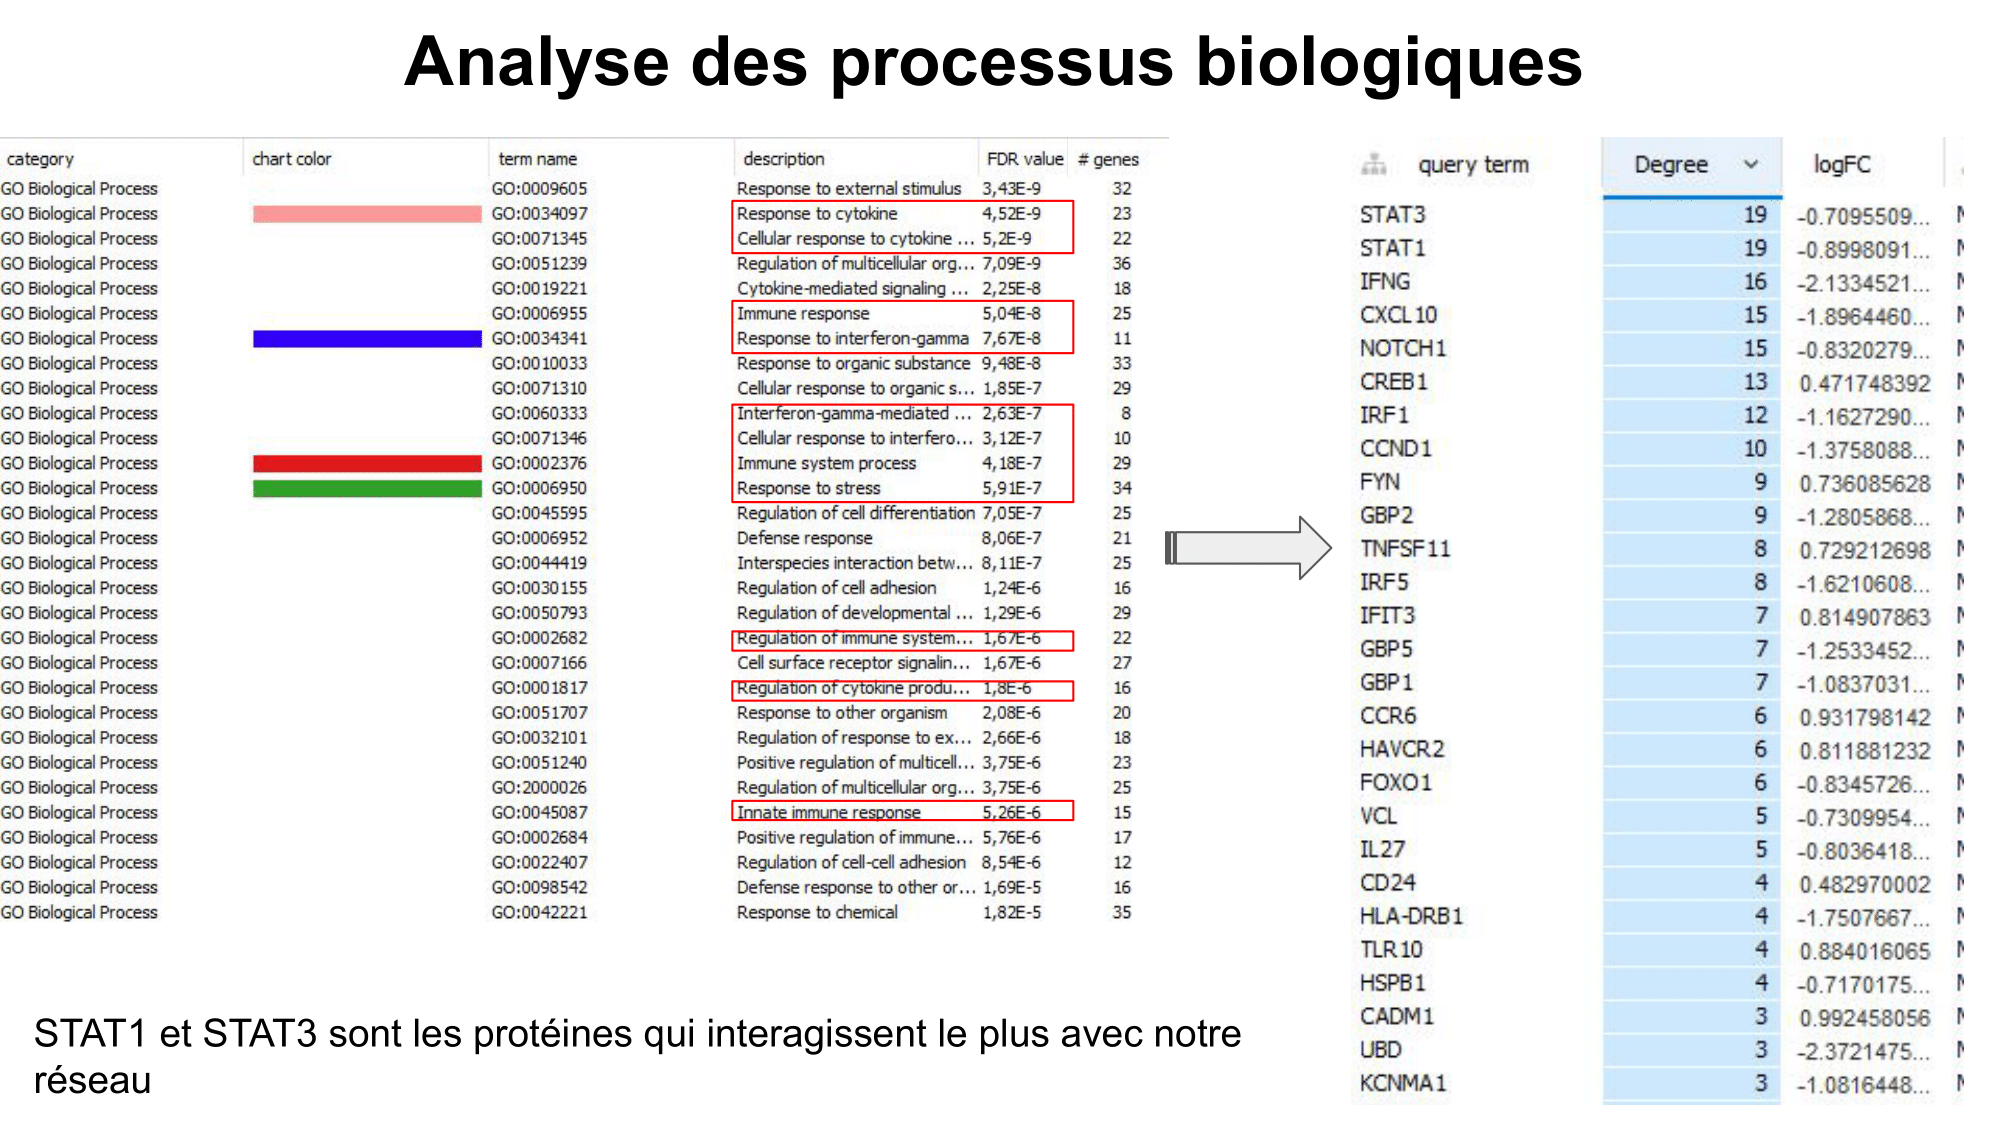 Analyse des processus biologiques
category chart color term name description FDR value # genes
GO Biological Process GO:0009605 Response to external stimulus 3,43E-9 32
GO Biological Process GO:0034097 Response to cytokine 4,52E-9 23
GO Biological Process GO:0071345 Cellular response to cytokine ... 5,2E-9 22
GO Biological Process GO:0051239 Regulation of multicellular org... 7,09E-9 36
GO Biological Process GO:0019221 Cytokine-mediated signaling ... 2,25E-8 18
GO Biological Process GO:0006955 Immune response 5,04E-8 25
GO Biological Process GO:0034341 Response to interferon-gamma 7,67E-8 11
GO Biological Process GO:0010033 Response to organic substance 9,48E-8 33
GO Biological Process GO:0071310 Cellular response to organic s... 1,85E-7 29
GO Biological Process GO:0060333 Interferon-gamma-mediated ... 2,63E-7 8
GO Biological Process GO:0071346 Cellular response to interfero... 3,12E-7 10
GO Biological Process GO:0002376 Immune system process 4,18E-7 29
GO Biological Process GO:0006950 Response to stress 5,91E-7 34
GO Biological Process GO:0045595 Regulation of cell differentiation 7,05E-7 25
GO Biological Process GO:0006952 Defense response 8,06E-7 21
GO Biological Process GO:0044419 Interspecies interaction betw... 8,11E-7 25
GO Biological Process GO:0030155 Regulation of cell adhesion 1,24E-6 16
GO Biological Process GO:0050793 Regulation of developmental ... 1,29E-6 29
GO Biological Process GO:0002682 Regulation of immune system... 1,67E-6 22
GO Biological Process GO:0007166 Cell surface receptor signalin... 1,67E-6 27
GO Biological Process GO:0001817 Regulation of cytokine produ... 1,8E-6 16
GO Biological Process GO:0051707 Response to other organism 2,08E-6 20
GO Biological Process GO:0032101 Regulation of response to ex... 2,66E-6 18
GO Biological Process GO:0051240 Positive regulation of multicell... 3,75E-6 23
GO Biological Process GO:2000026 Regulation of multicellular org... 3,75E-6 25
GO Biological Process GO:0045087 Innate immune response 5,26E-6 15
GO Biological Process GO:0002684 Positive regulation of immune... 5,76E-6 17
GO Biological Process GO:0022407 Regulation of cell-cell adhesion 8,54E-6 12
GO Biological Process GO:0098542 Defense response to other or... 1,69E-5 16
GO Biological Process GO:0042221 Response to chemical 1,82E-5 35
query term Degree logFC
STAT3 19 -0.7095509...
STAT1 19 -0.8998091...
IFNG 16 -2.1334521...
CXCL10 15 -1.8964460...
NOTCH1 15 -0.8320279...
CREB1 13 0.471748392
IRF1 12 -1.1627290...
CCND1 10 -1.3758088...
FYN 9 0.736085628
GBP2 9 -1.2805868...
TNFSF11 8 0.729212698
IRF5 8 -1.6210608...
IFIT3 7 0.814907863
GBP5 7 -1.2533452...
GBP1 7 -1.0837031...
CCR6 6 0.931798142
HAVCR2 6 0.811881232
FOXO1 6 -0.8345726...
VCL 5 -0.7309954...
IL27 5 -0.8036418...
CD24 4 0.482970002
HLA-DRB1 4 -1.7507667...
TLR10 4 0.884016065
HSPB1 4 -0.7170175...
CADM1 3 0.992458056
UBD 3 -2.3721475...
KCNMA1 3 -1.0816448...
STAT1 et STAT3 sont les protéines qui interagissent le plus avec notre
réseau